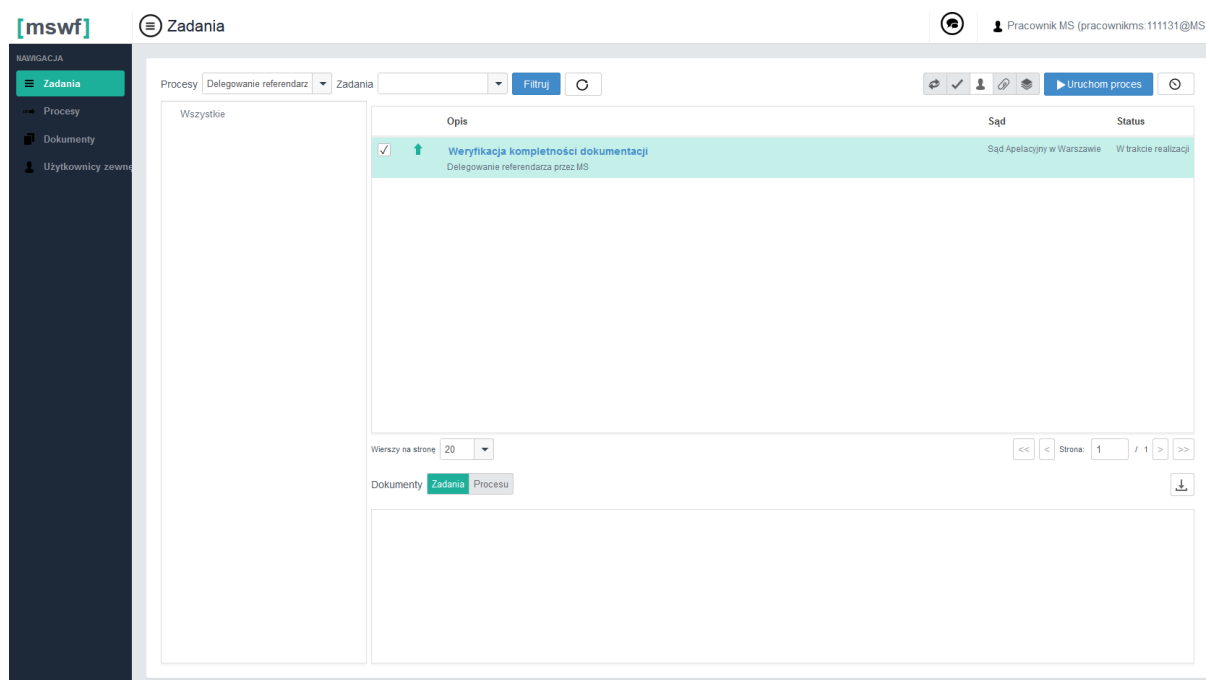 [mswf]
Zadania
Pracownik MS (pracownikms:111131@MS
NAWIGACJA
Zadania
Procesy
Dokumenty
Użytkownicy zewnę
Procesy Delegowanie referendarz Zadania Filtruj Uruchom proces
Wszystkie
Opis Sąd Status
Weryfikacja kompletności dokumentacji Sąd Apelacyjny w Warszawie W trakcie realizacji
Delegowanie referendarza przez MS
Wierszy na stronę 20 << < Strona: 1 / 1 > >>
Dokumenty Zadania Procesu